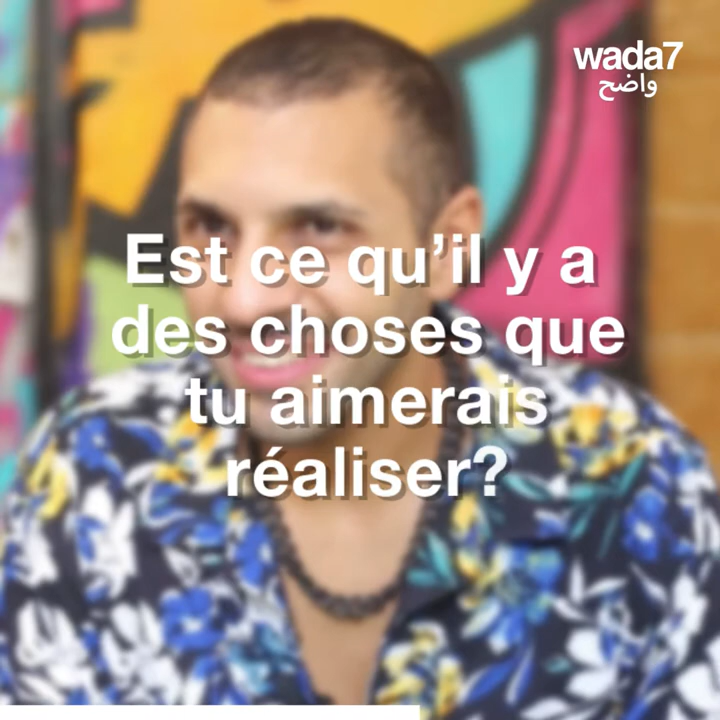 wada7
واضح
Est ce qu’il y a
des choses que
tu aimerais
réaliser?